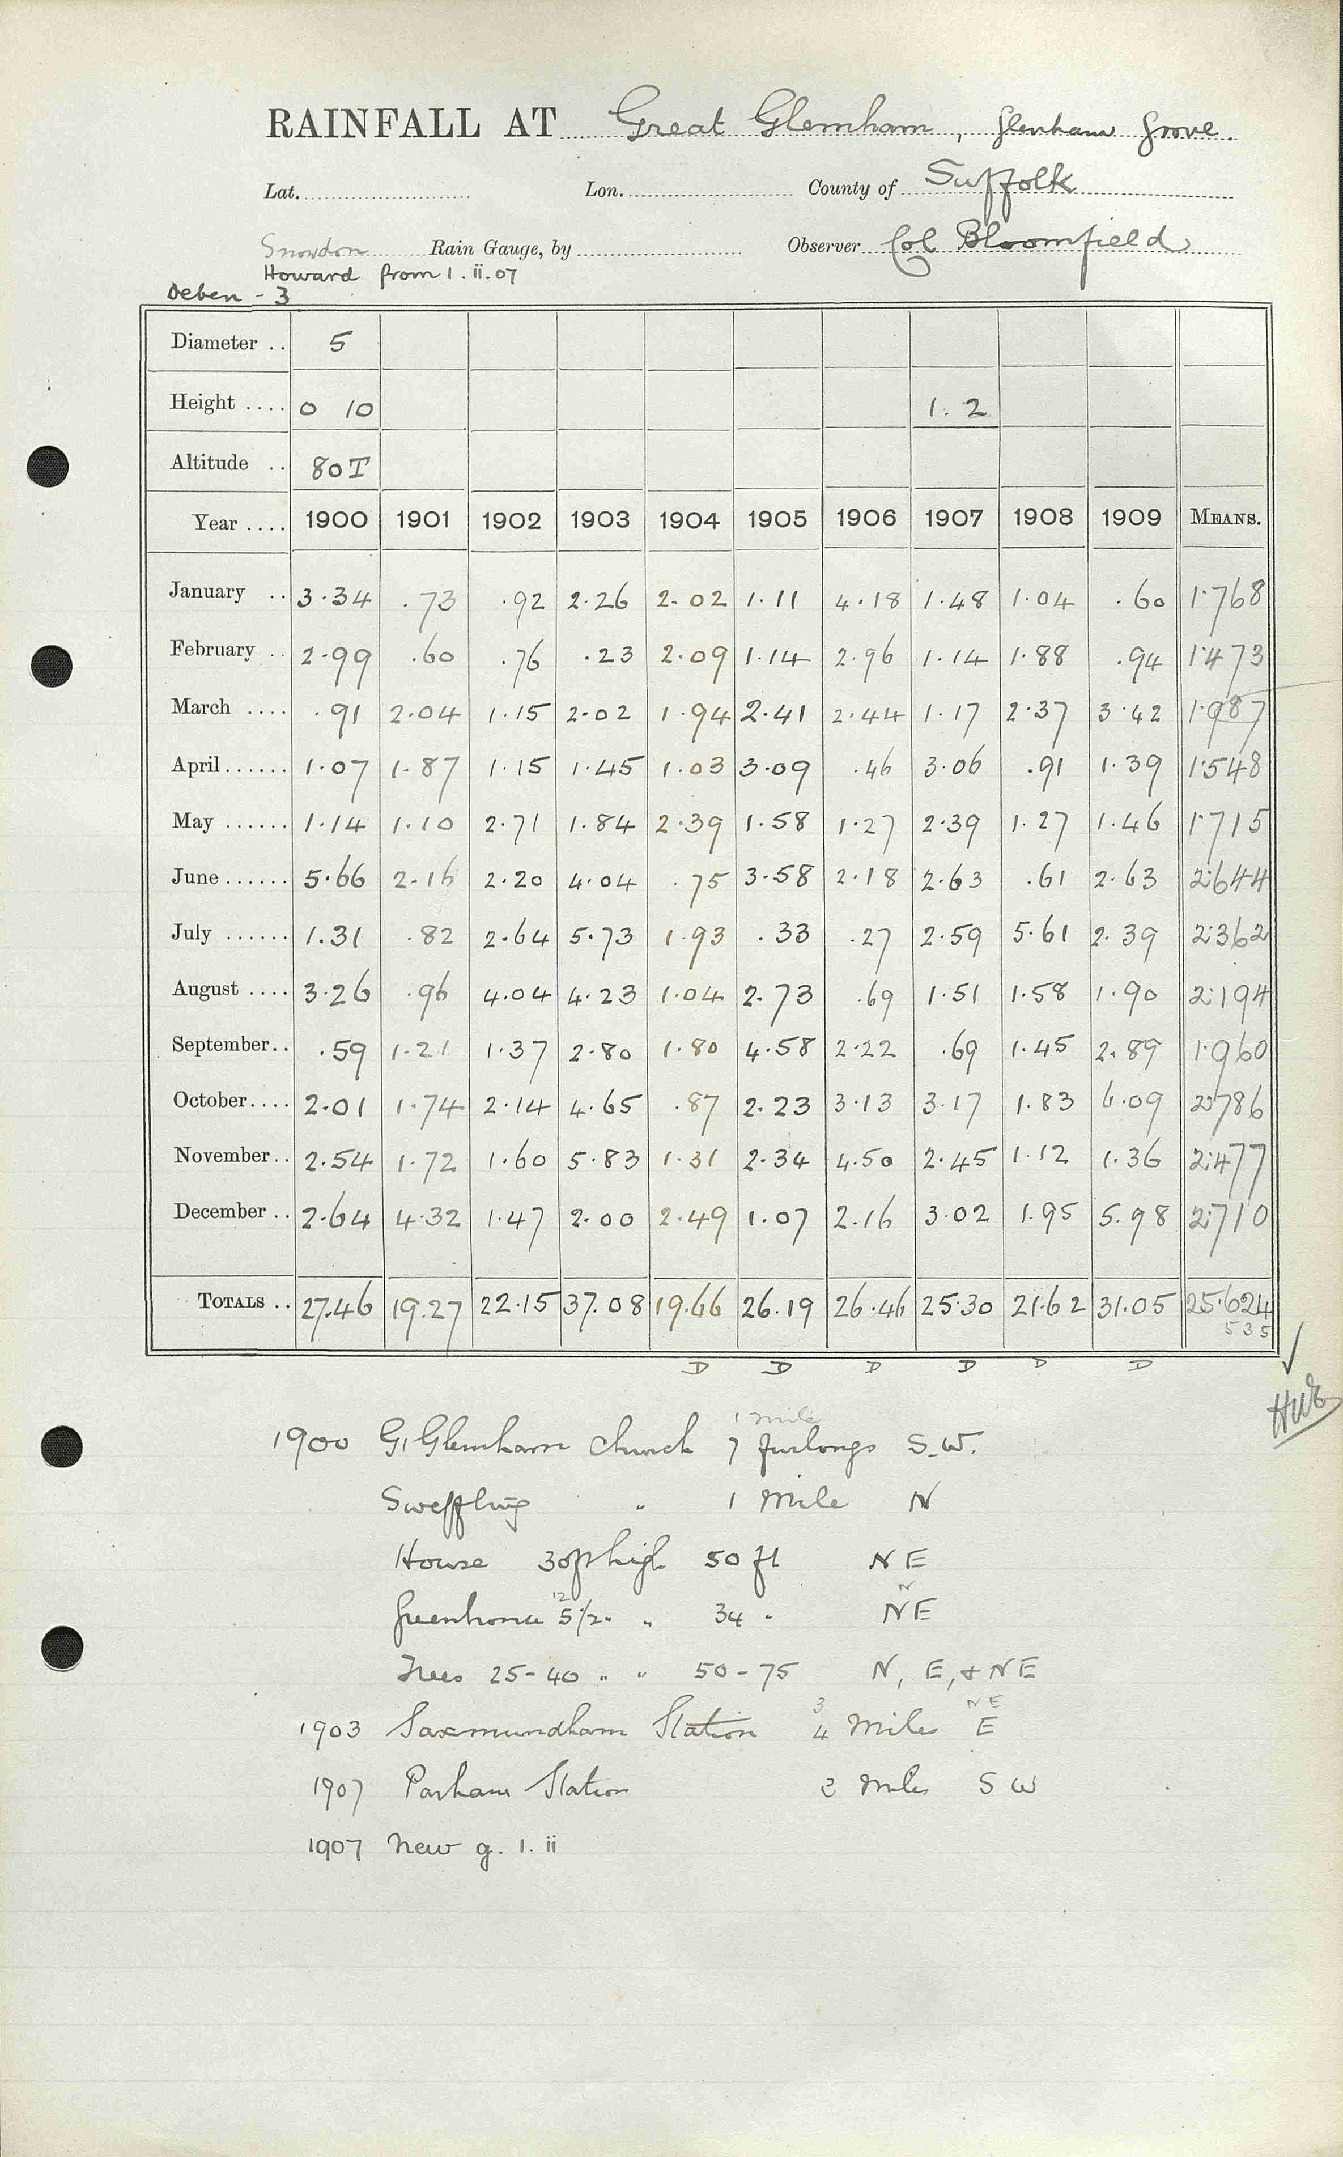 RAINFALL AT Great Glemham, Glenham Grove.
Lat. Lon. County of Suffolk
Snowdon Rain Gauge, by Observer Col Bloomfield
Howard from 1. ii. 07
Deben - 3
Diameter .. 5
Height .... 0 10 1. 2
Altitude .. 80T
Year .... 1900 1901 1902 1903 1904 1905 1906 1907 1908 1909 MEANS.
January .. 3.34 .73 .92 2.26 2.02 1.11 4.18 1.48 1.04 .60 1.768
February .. 2.99 .60 .76 .23 2.09 1.14 2.96 1.14 1.88 .94 1.473
March .... .91 2.04 1.15 2.02 1.94 2.41 2.44 1.17 2.37 3.42 1.987
April ...... 1.07 1.87 1.15 1.45 1.03 3.09 .46 3.06 .91 1.39 1.548
May ...... 1.14 1.10 2.71 1.84 2.39 1.58 1.27 2.39 1.27 1.46 1.715
June ...... 5.66 2.16 2.20 4.04 .75 3.58 2.18 2.63 .61 2.63 2.644
July ...... 1.31 .82 2.64 5.73 1.93 .33 .27 2.59 5.61 2.39 2.362
August .... 3.26 .96 4.04 4.23 1.04 2.73 .69 1.51 1.58 1.90 2.194
September .. .59 1.21 1.37 2.80 1.80 4.58 2.22 .69 1.45 2.89 1.960
October .... 2.01 1.74 2.14 4.65 .87 2.23 3.13 3.17 1.83 6.09 2.786
November .. 2.54 1.72 1.60 5.83 1.31 2.34 4.50 2.45 1.12 1.36 2.477
December .. 2.64 4.32 1.47 2.00 2.49 1.07 2.16 3.02 1.95 5.98 2.710
TOTALS .. 27.46 19.27 22.15 37.08 19.66 26.19 26.46 25.30 21.62 31.05 25.624
535
D D D D D D
1 mile
1900 G. Glemham Church 7 furlongs S.W.
Sweffling " 1 Mile N
House 30ft high 50 ft NE
12 N
Greenhouse 5 1/2 " " 34 " NE
Trees 25-40 " " 50-75 N, E, & NE
3 NE
1903 Saxmundham Station 4 Miles E
1907 Parham Station 2 Miles SW
1907 New g. 1. ii